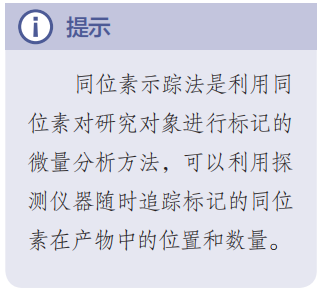 提示
同位素示踪法是利用同
位素对研究对象进行标记的
微量分析方法，可以利用探
测仪器随时追踪标记的同位
素在产物中的位置和数量。